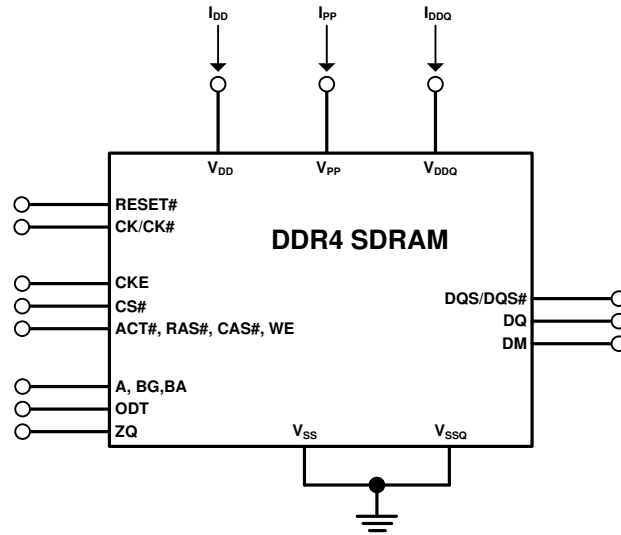 IDD IPP IDDQ
VDD VPP VDDQ
RESET#
CK/CK#
DDR4 SDRAM
CKE
CS#
ACT#, RAS#, CAS#, WE
DQS/DQS#
DQ
DM
A, BG,BA
ODT
ZQ
VSS VSSQ